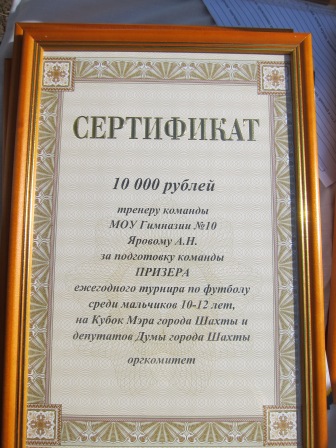 СЕРТИФИКАТ
10 000 рублей
тренеру команды
МОУ Гимназии №10
Яровому А.Н.
за подготовку команды
ПРИЗЕРА
ежегодного турнира по футболу
среди мальчиков 10-12 лет,
на Кубок Мэра города Шахты и
депутатов Думы города Шахты
оргкомитет